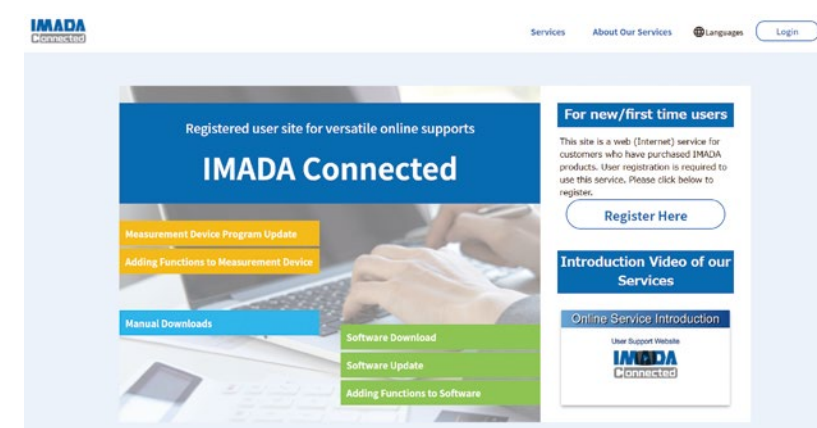 IMADA
Connected
Services
About Our Services
Languages
Login
Registered user site for versatile online supports
IMADA Connected
Measurement Device Program Update
Adding Functions to Measurement Device
Manual Downloads
Software Download
Software Update
Adding Functions to Software
For new/first time users
This site is a web (Internet) service for
customers who have purchased IMADA
products. User registration is required to
use this service. Please click below to
register.
Register Here
Introduction Video of our
Services
Online Service Introduction
User Support Website
IMADA
Connected